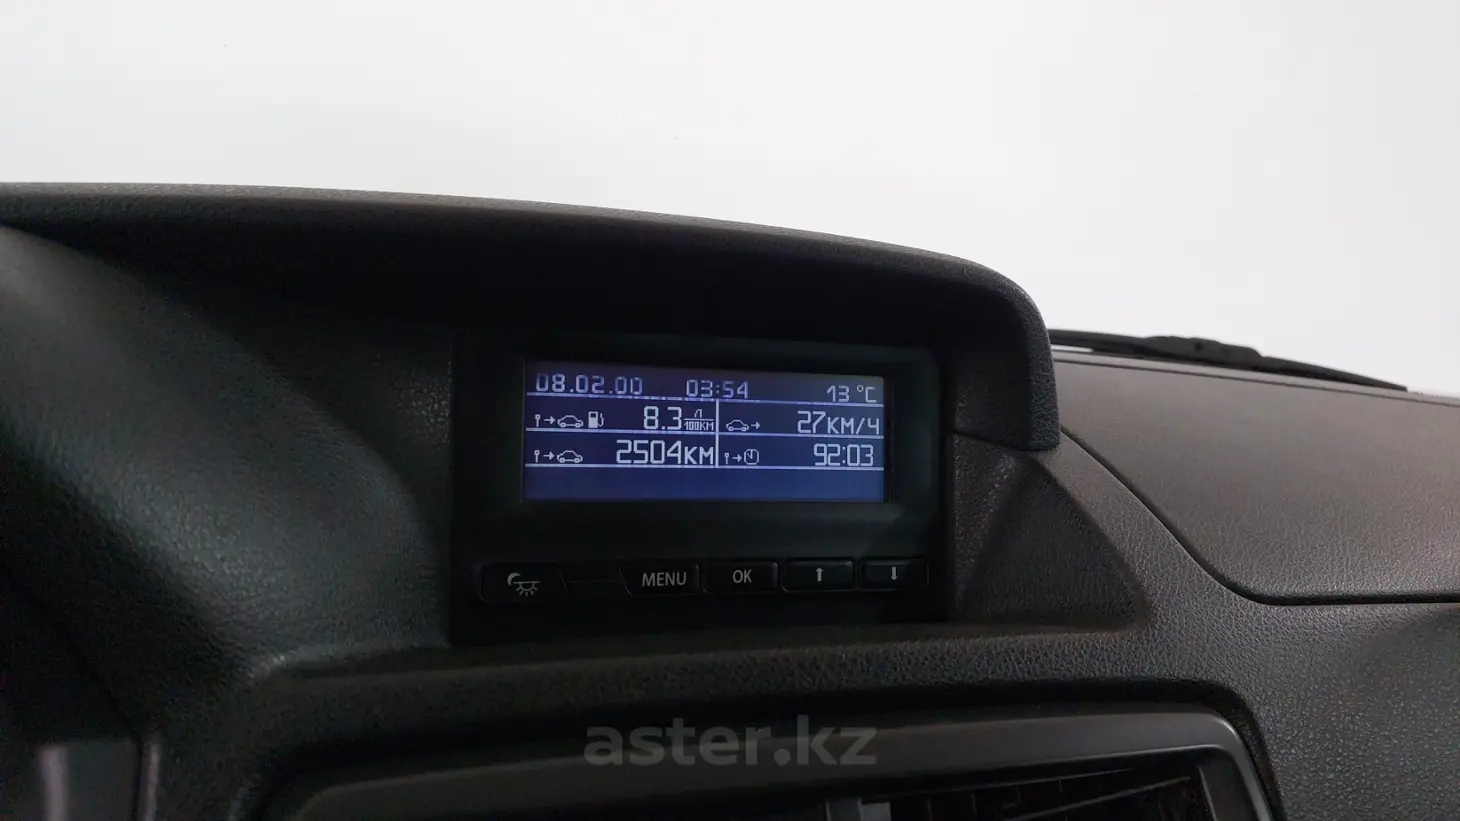 08.02.00 03:54 13 °C
8.3 Л/100КМ 27КМ/Ч
2504КМ 92:03
MENU OK
aster.kz